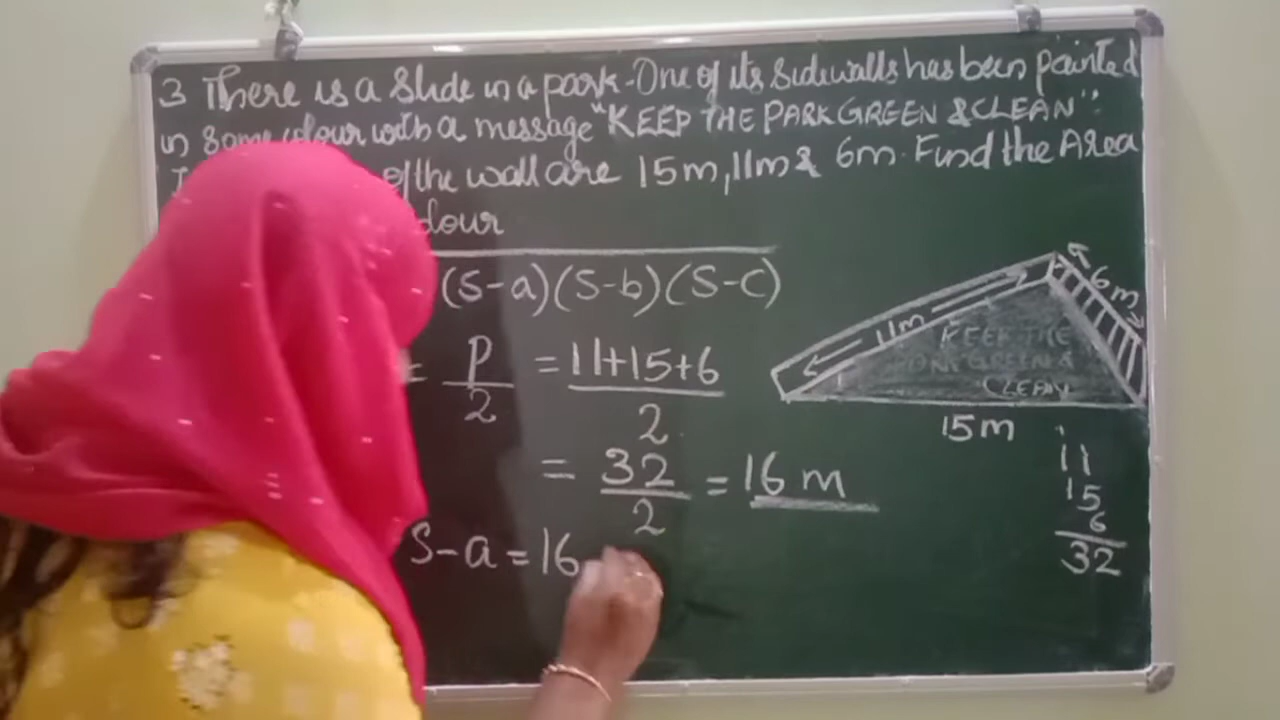 3 There is a Slide in a park. One of its Sidewalls has been painted
in some colour with a message "KEEP THE PARK GREEN & CLEAN".
of the wall are 15m, 11m & 6m. Find the Area
(S-a)(S-b)(S-c)
= P/2 = 11+15+6/2
= 32/2 = 16 m
S-a = 16
11m
6m
KEEP THE
CLEAN
15m
11
15
6
32